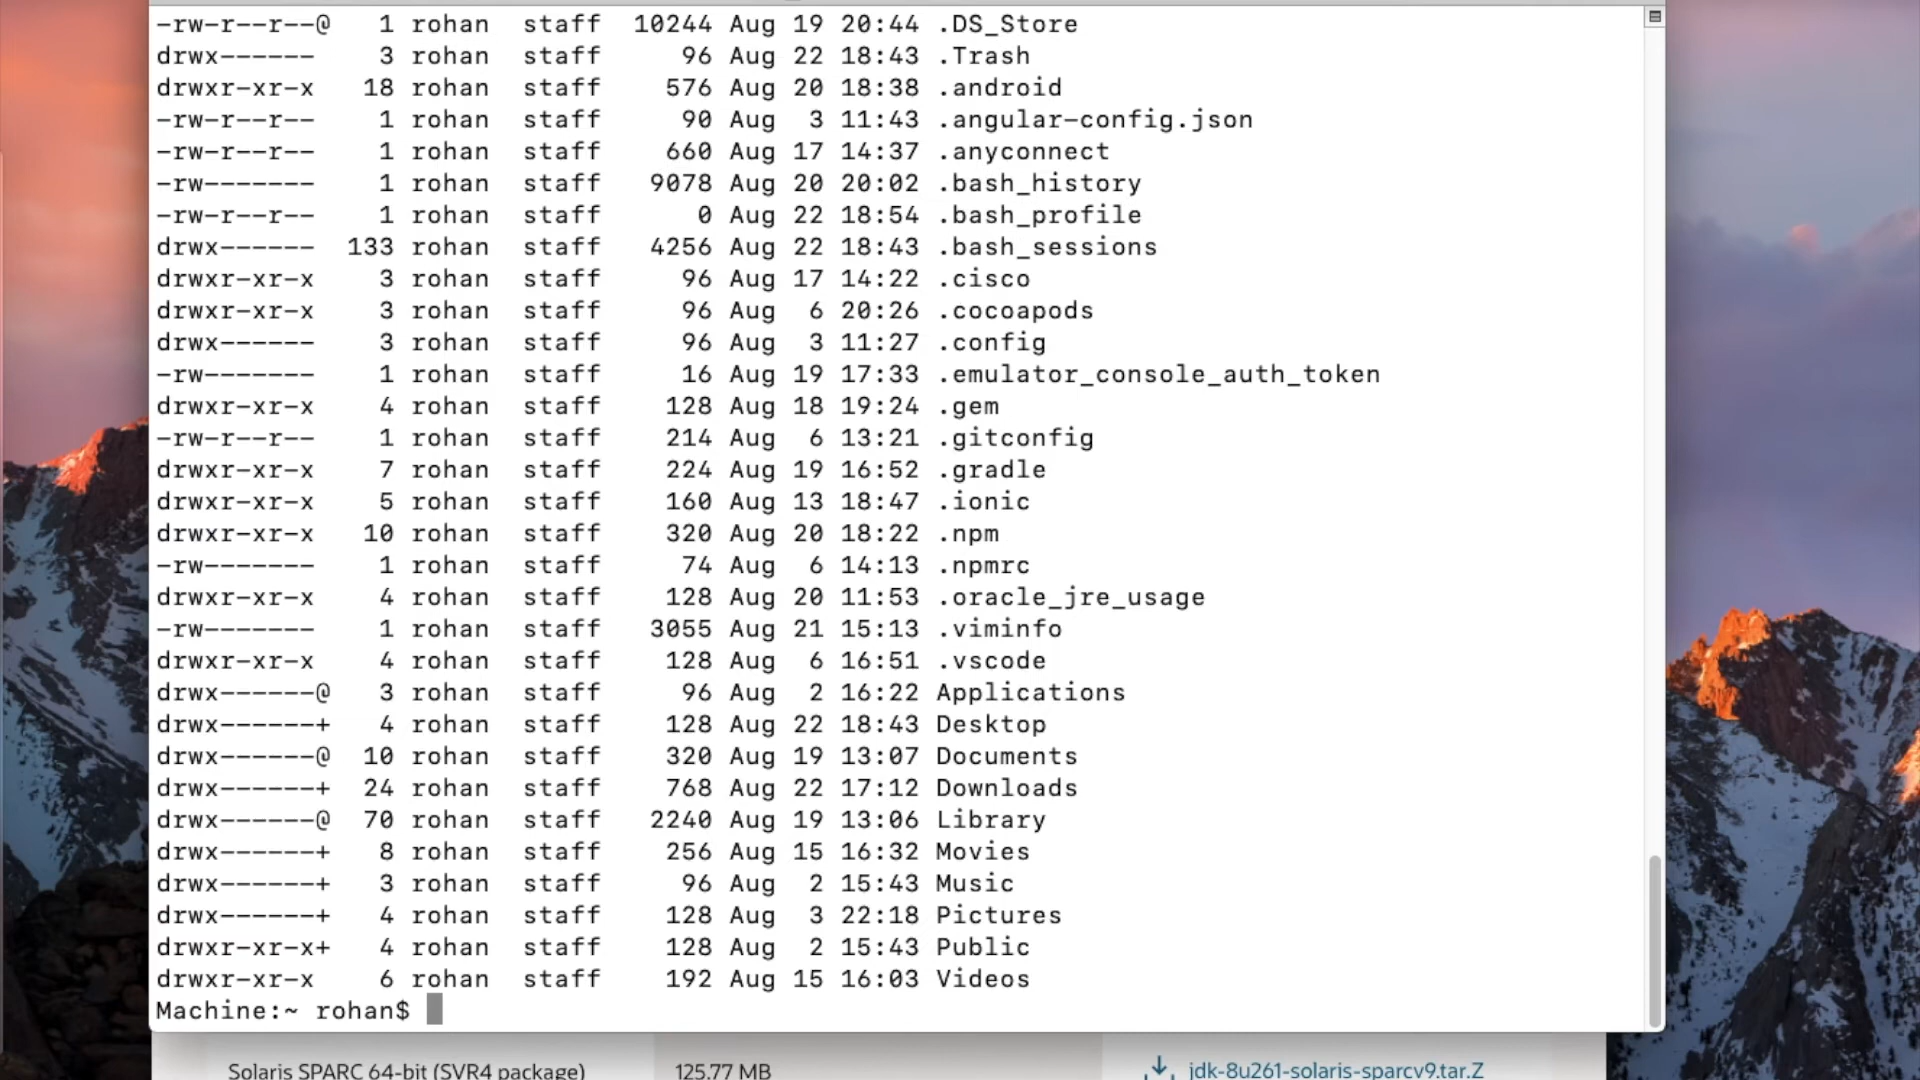 -rw-r--r--@   1 rohan  staff  10244 Aug 19 20:44 .DS_Store
drwx------    3 rohan  staff     96 Aug 22 18:43 .Trash
drwxr-xr-x   18 rohan  staff    576 Aug 20 18:38 .android
-rw-r--r--    1 rohan  staff     90 Aug  3 11:43 .angular-config.json
-rw-r--r--    1 rohan  staff    660 Aug 17 14:37 .anyconnect
-rw-------    1 rohan  staff   9078 Aug 20 20:02 .bash_history
-rw-r--r--    1 rohan  staff      0 Aug 22 18:54 .bash_profile
drwx------  133 rohan  staff   4256 Aug 22 18:43 .bash_sessions
drwxr-xr-x    3 rohan  staff     96 Aug 17 14:22 .cisco
drwxr-xr-x    3 rohan  staff     96 Aug  6 20:26 .cocoapods
drwx------    3 rohan  staff     96 Aug  3 11:27 .config
-rw-------    1 rohan  staff     16 Aug 19 17:33 .emulator_console_auth_token
drwxr-xr-x    4 rohan  staff    128 Aug 18 19:24 .gem
-rw-r--r--    1 rohan  staff    214 Aug  6 13:21 .gitconfig
drwxr-xr-x    7 rohan  staff    224 Aug 19 16:52 .gradle
drwxr-xr-x    5 rohan  staff    160 Aug 13 18:47 .ionic
drwxr-xr-x   10 rohan  staff    320 Aug 20 18:22 .npm
-rw-------    1 rohan  staff     74 Aug  6 14:13 .npmrc
drwxr-xr-x    4 rohan  staff    128 Aug 20 11:53 .oracle_jre_usage
-rw-------    1 rohan  staff   3055 Aug 21 15:13 .viminfo
drwxr-xr-x    4 rohan  staff    128 Aug  6 16:51 .vscode
drwx------@   3 rohan  staff     96 Aug  2 16:22 Applications
drwx------+   4 rohan  staff    128 Aug 22 18:43 Desktop
drwx------@  10 rohan  staff    320 Aug 19 13:07 Documents
drwx------+  24 rohan  staff    768 Aug 22 17:12 Downloads
drwx------@  70 rohan  staff   2240 Aug 19 13:06 Library
drwx------+   8 rohan  staff    256 Aug 15 16:32 Movies
drwx------+   3 rohan  staff     96 Aug  2 15:43 Music
drwx------+   4 rohan  staff    128 Aug  3 22:18 Pictures
drwxr-xr-x+   4 rohan  staff    128 Aug  2 15:43 Public
drwxr-xr-x    6 rohan  staff    192 Aug 15 16:03 Videos
Machine:~ rohan$
Solaris SPARC 64-bit (SVR4 package) 125.77 MB jdk-8u261-solaris-sparcv9.tar.Z